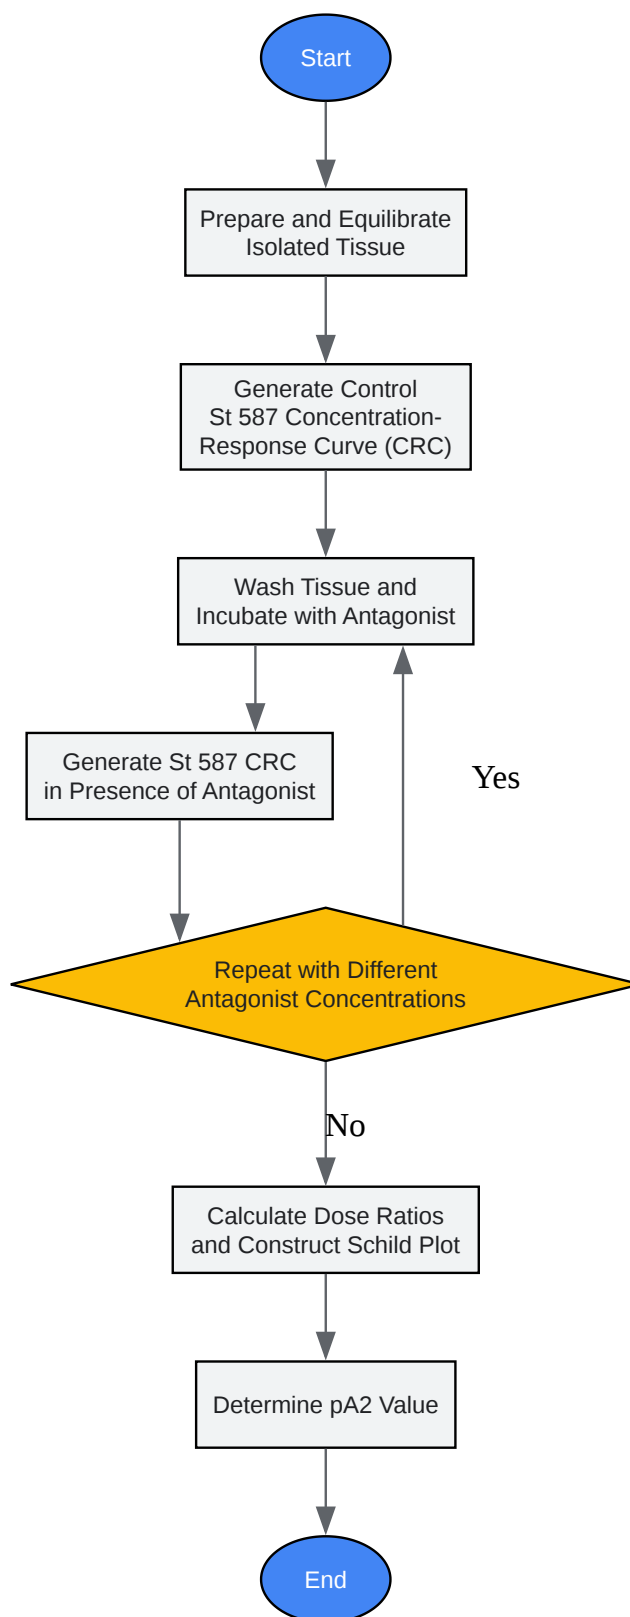 Start
Prepare and Equilibrate
Isolated Tissue
Generate Control
St 587 Concentration-
Response Curve (CRC)
Wash Tissue and
Incubate with Antagonist
Generate St 587 CRC
in Presence of Antagonist
Yes
Repeat with Different
Antagonist Concentrations
No
Calculate Dose Ratios
and Construct Schild Plot
Determine pA2 Value
End